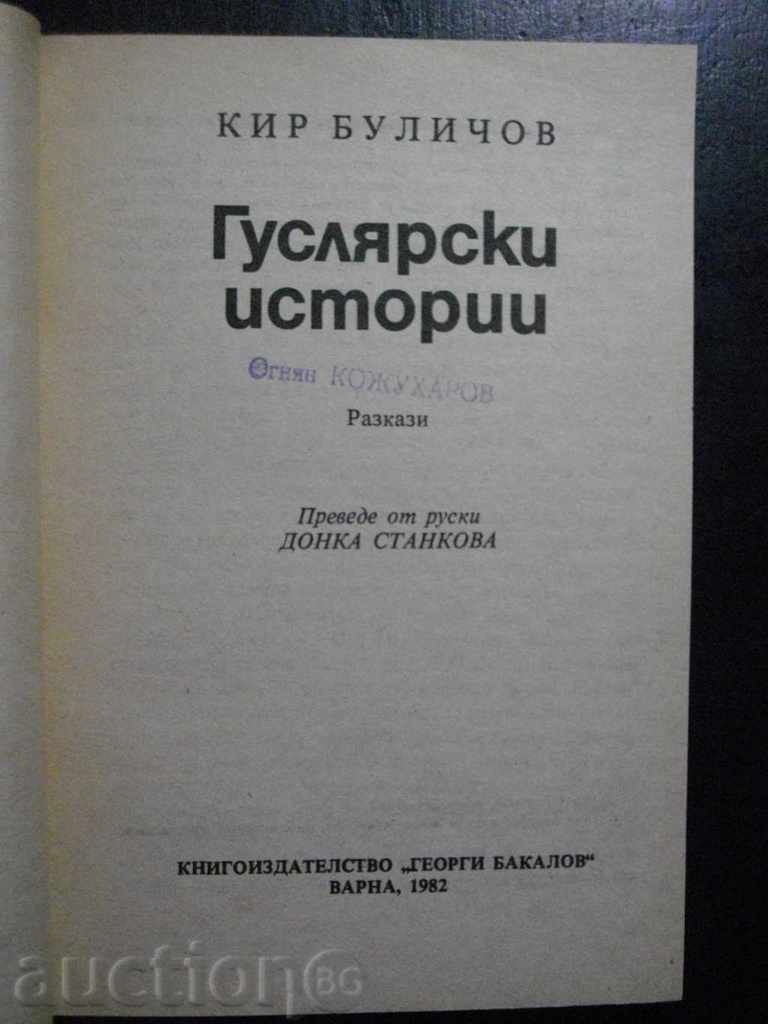 КИР БУЛИЧОВ
Гуслярски
истории
Огнян КОЖУХАРОВ
Разкази
Преведе от руски
ДОНКА СТАНКОВА
КНИГОИЗДАТЕЛСТВО „ГЕОРГИ БАКАЛОВ“
ВАРНА, 1982
auction BG